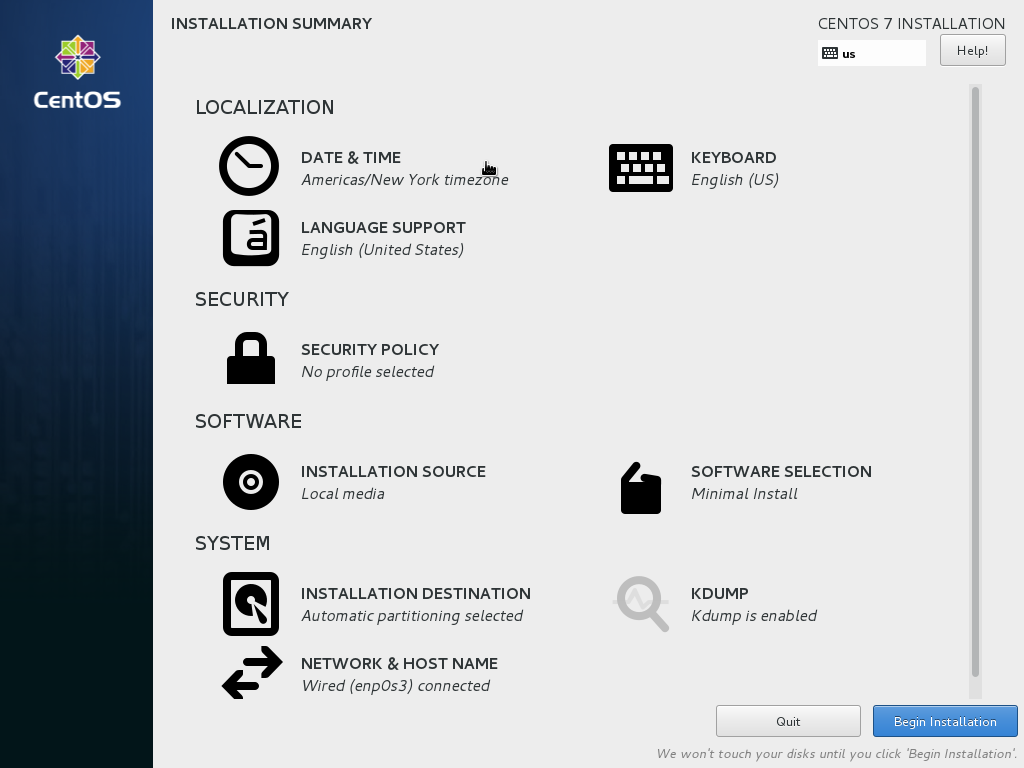 INSTALLATION SUMMARY
CENTOS 7 INSTALLATION
us
Help!
CentOS
LOCALIZATION
DATE & TIME
Americas/New York timezone
KEYBOARD
English (US)
á
LANGUAGE SUPPORT
English (United States)
SECURITY
SECURITY POLICY
No profile selected
SOFTWARE
INSTALLATION SOURCE
Local media
SOFTWARE SELECTION
Minimal Install
SYSTEM
INSTALLATION DESTINATION
Automatic partitioning selected
KDUMP
Kdump is enabled
NETWORK & HOST NAME
Wired (enp0s3) connected
Quit
Begin Installation
We won't touch your disks until you click 'Begin Installation'.